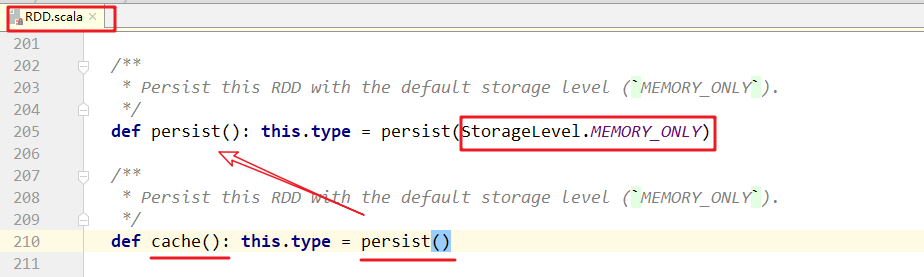 RDD.scala
201
202 /**
203 * Persist this RDD with the default storage level (`MEMORY_ONLY`).
204 */
205 def persist(): this.type = persist(StorageLevel.MEMORY_ONLY)
206
207 /**
208 * Persist this RDD with the default storage level (`MEMORY_ONLY`).
209 */
210 def cache(): this.type = persist()
211